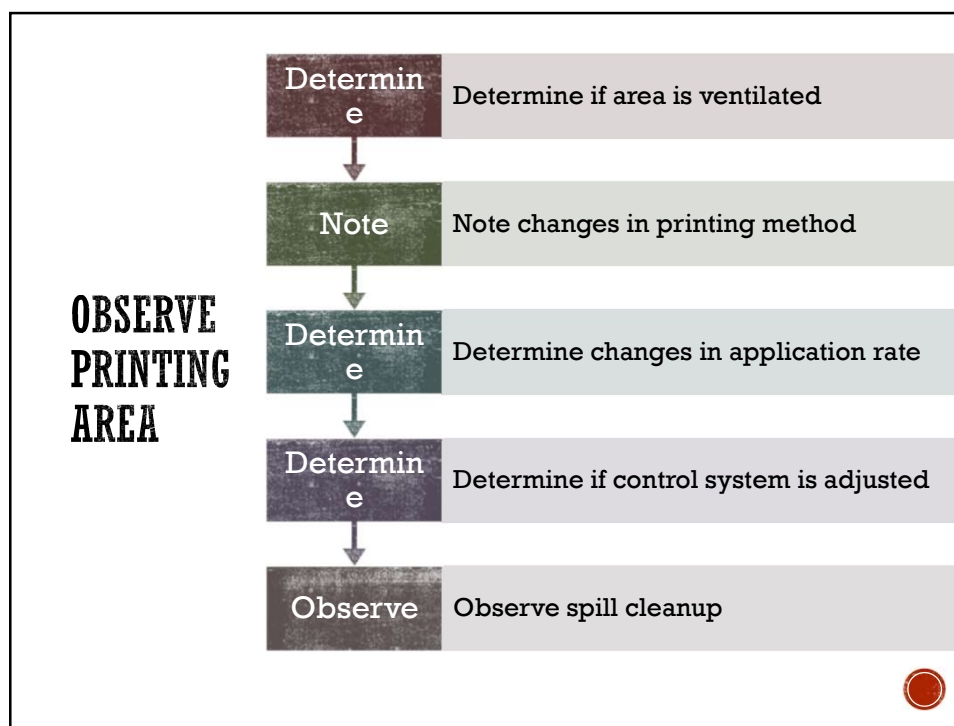 OBSERVE
PRINTING
AREA
Determin
e
Determine if area is ventilated
Note
Note changes in printing method
Determin
e
Determine changes in application rate
Determin
e
Determine if control system is adjusted
Observe
Observe spill cleanup